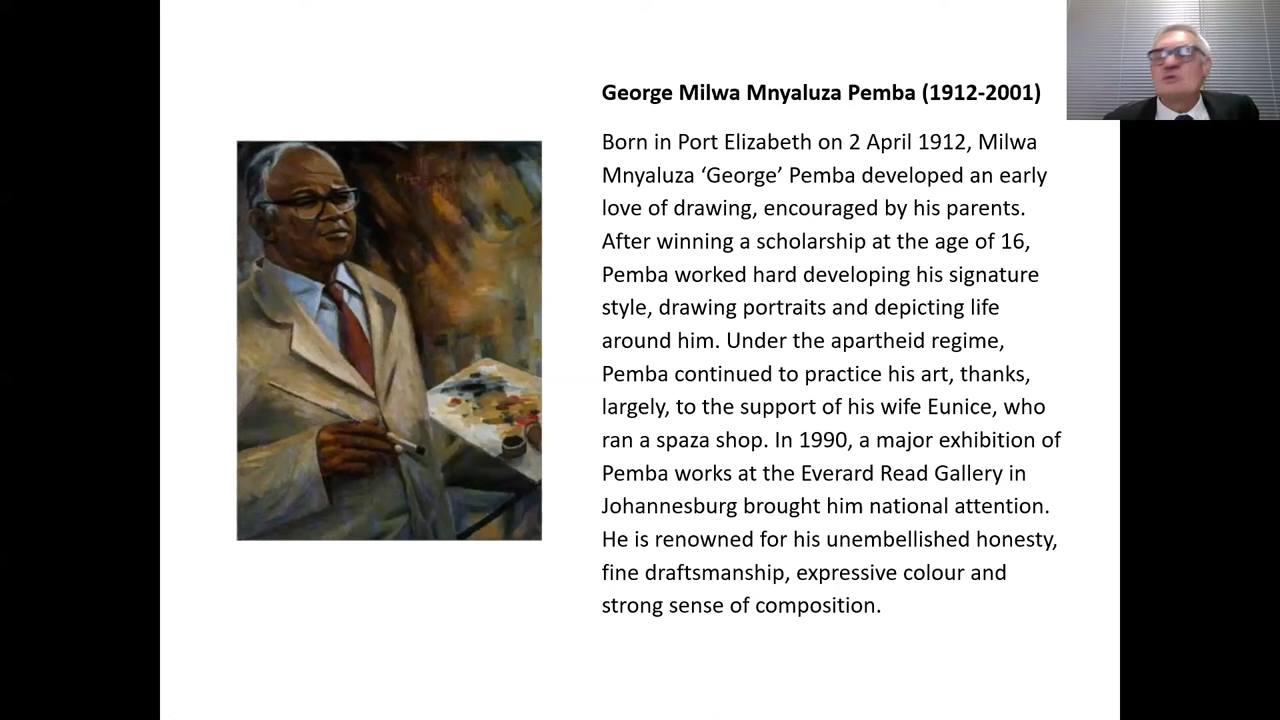 George Milwa Mnyaluza Pemba (1912-2001)
Born in Port Elizabeth on 2 April 1912, Milwa
Mnyaluza ‘George’ Pemba developed an early
love of drawing, encouraged by his parents.
After winning a scholarship at the age of 16,
Pemba worked hard developing his signature
style, drawing portraits and depicting life
around him. Under the apartheid regime,
Pemba continued to practice his art, thanks,
largely, to the support of his wife Eunice, who
ran a spaza shop. In 1990, a major exhibition of
Pemba works at the Everard Read Gallery in
Johannesburg brought him national attention.
He is renowned for his unembellished honesty,
fine draftsmanship, expressive colour and
strong sense of composition.